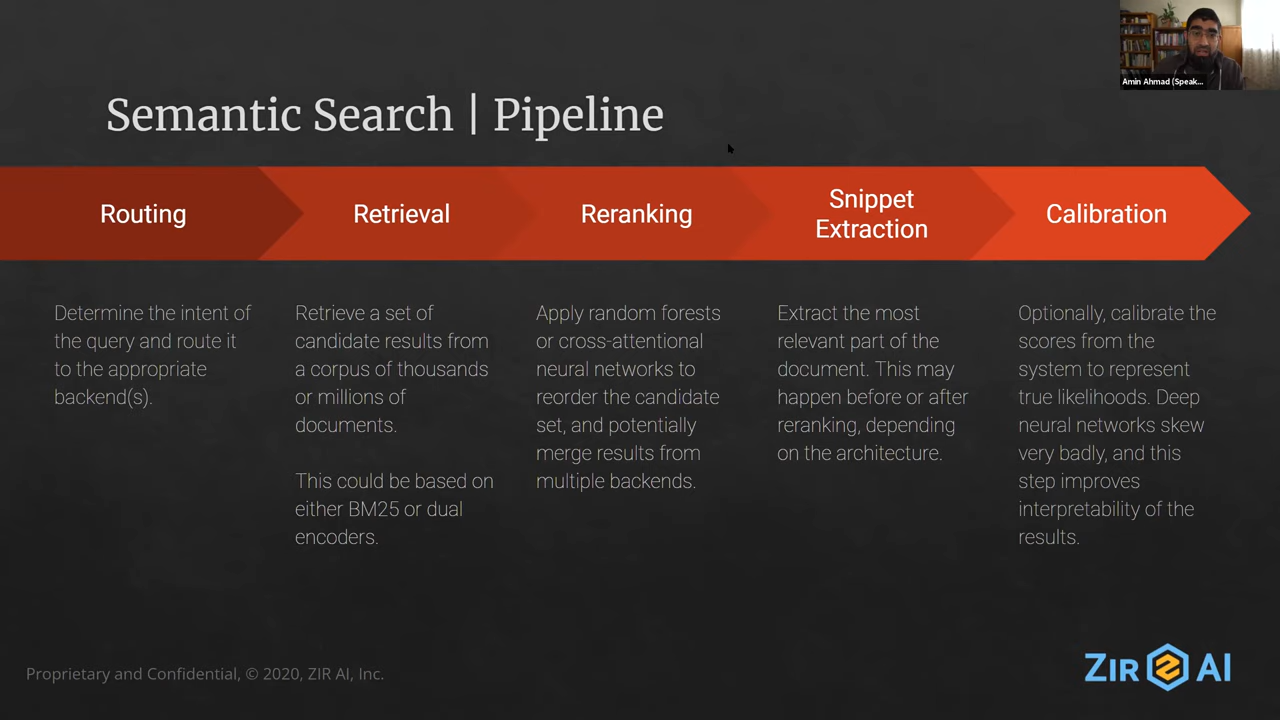 Amin Ahmad (Speak...
Semantic Search | Pipeline
Routing
Retrieval
Reranking
Snippet
Extraction
Calibration
Determine the intent of
the query and route it
to the appropriate
backend(s).
Retrieve a set of
candidate results from
a corpus of thousands
or millions of
documents.
This could be based on
either BM25 or dual
encoders.
Apply random forests
or cross-attentional
neural networks to
reorder the candidate
set, and potentially
merge results from
multiple backends.
Extract the most
relevant part of the
document. This may
happen before or after
reranking, depending
on the architecture.
Optionally, calibrate the
scores from the
system to represent
true likelihoods. Deep
neural networks skew
very badly, and this
step improves
interpretability of the
results.
Proprietary and Confidential, © 2020, ZIR AI, Inc.
ZIR AI